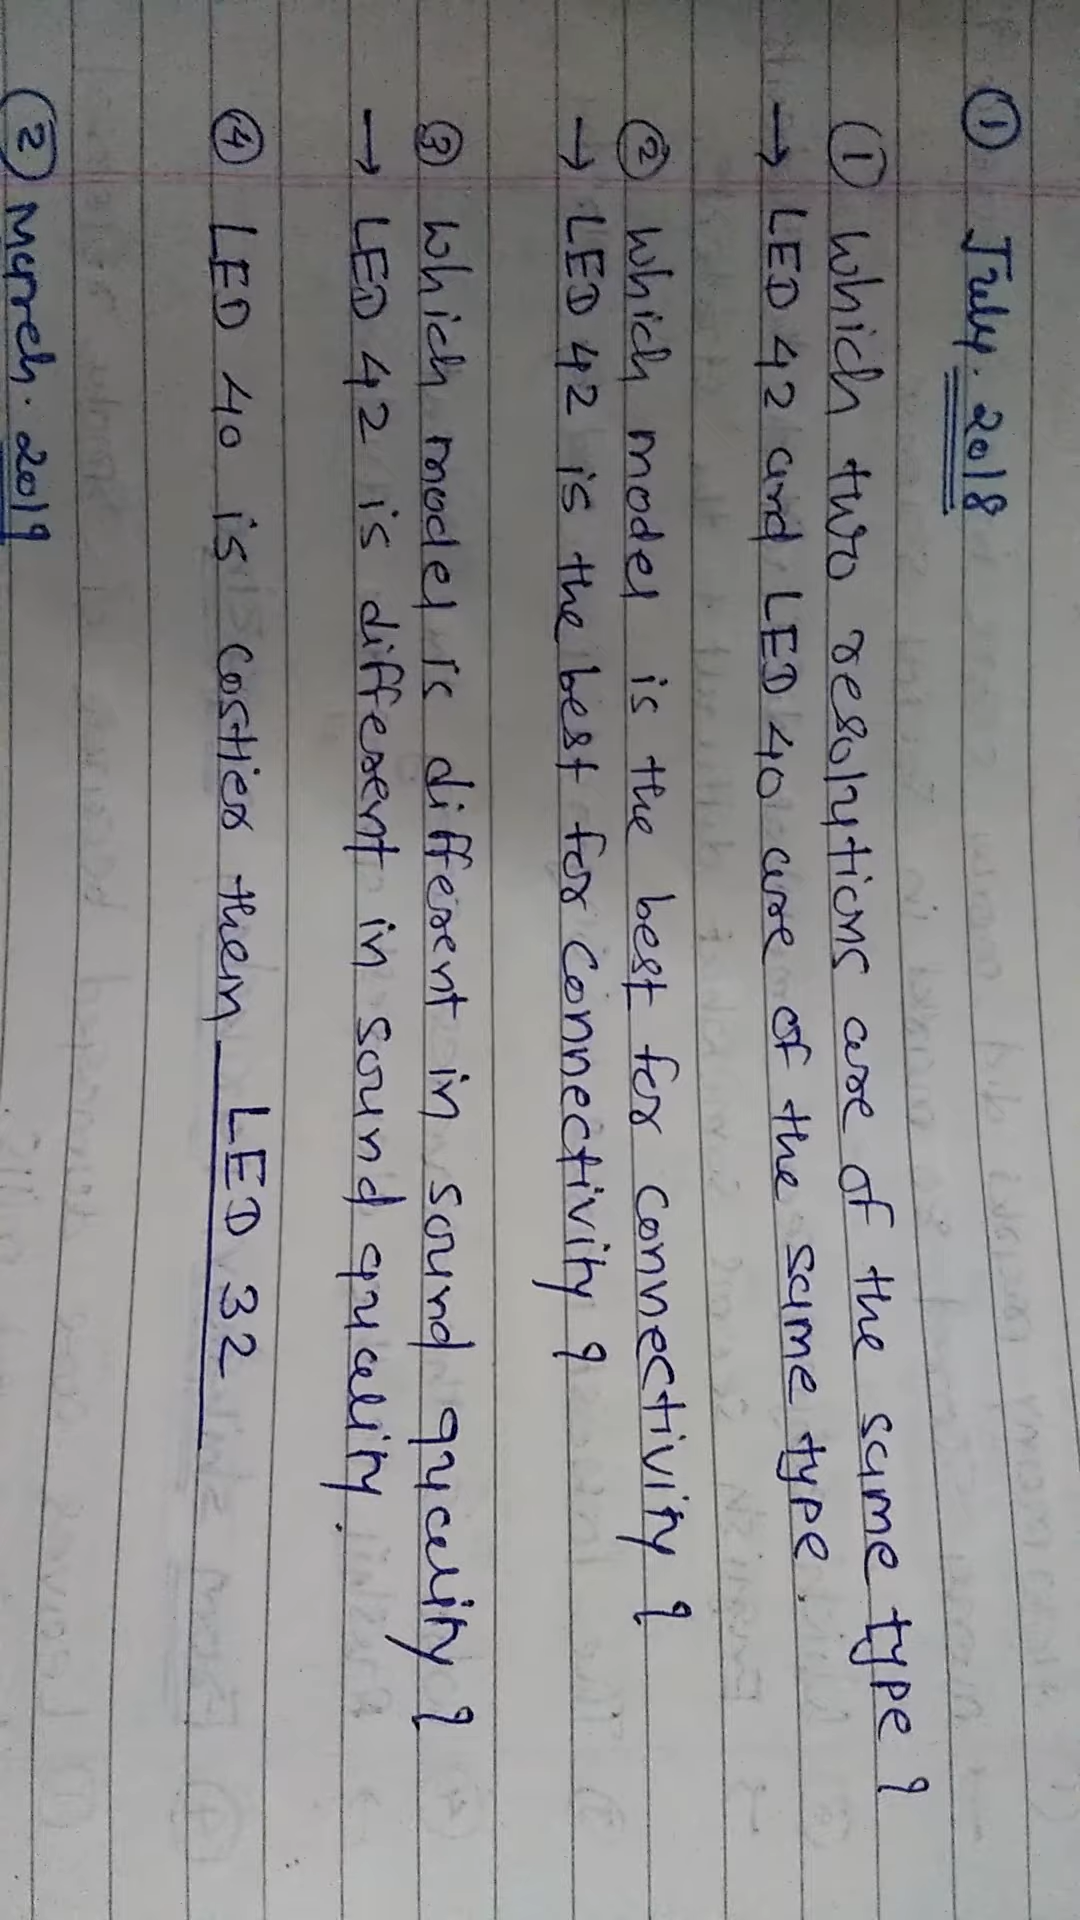 ① July. 2018
① which two resolutions are of the same type?
→ LED 42 and LED 40 are of the same type.
② which model is the best for connectivity?
→ LED 42 is the best for connectivity?
③ which model is different in sound quality?
→ LED 42 is different in sound quality.
④ LED 40 is costier then LED 32
② March. 2019